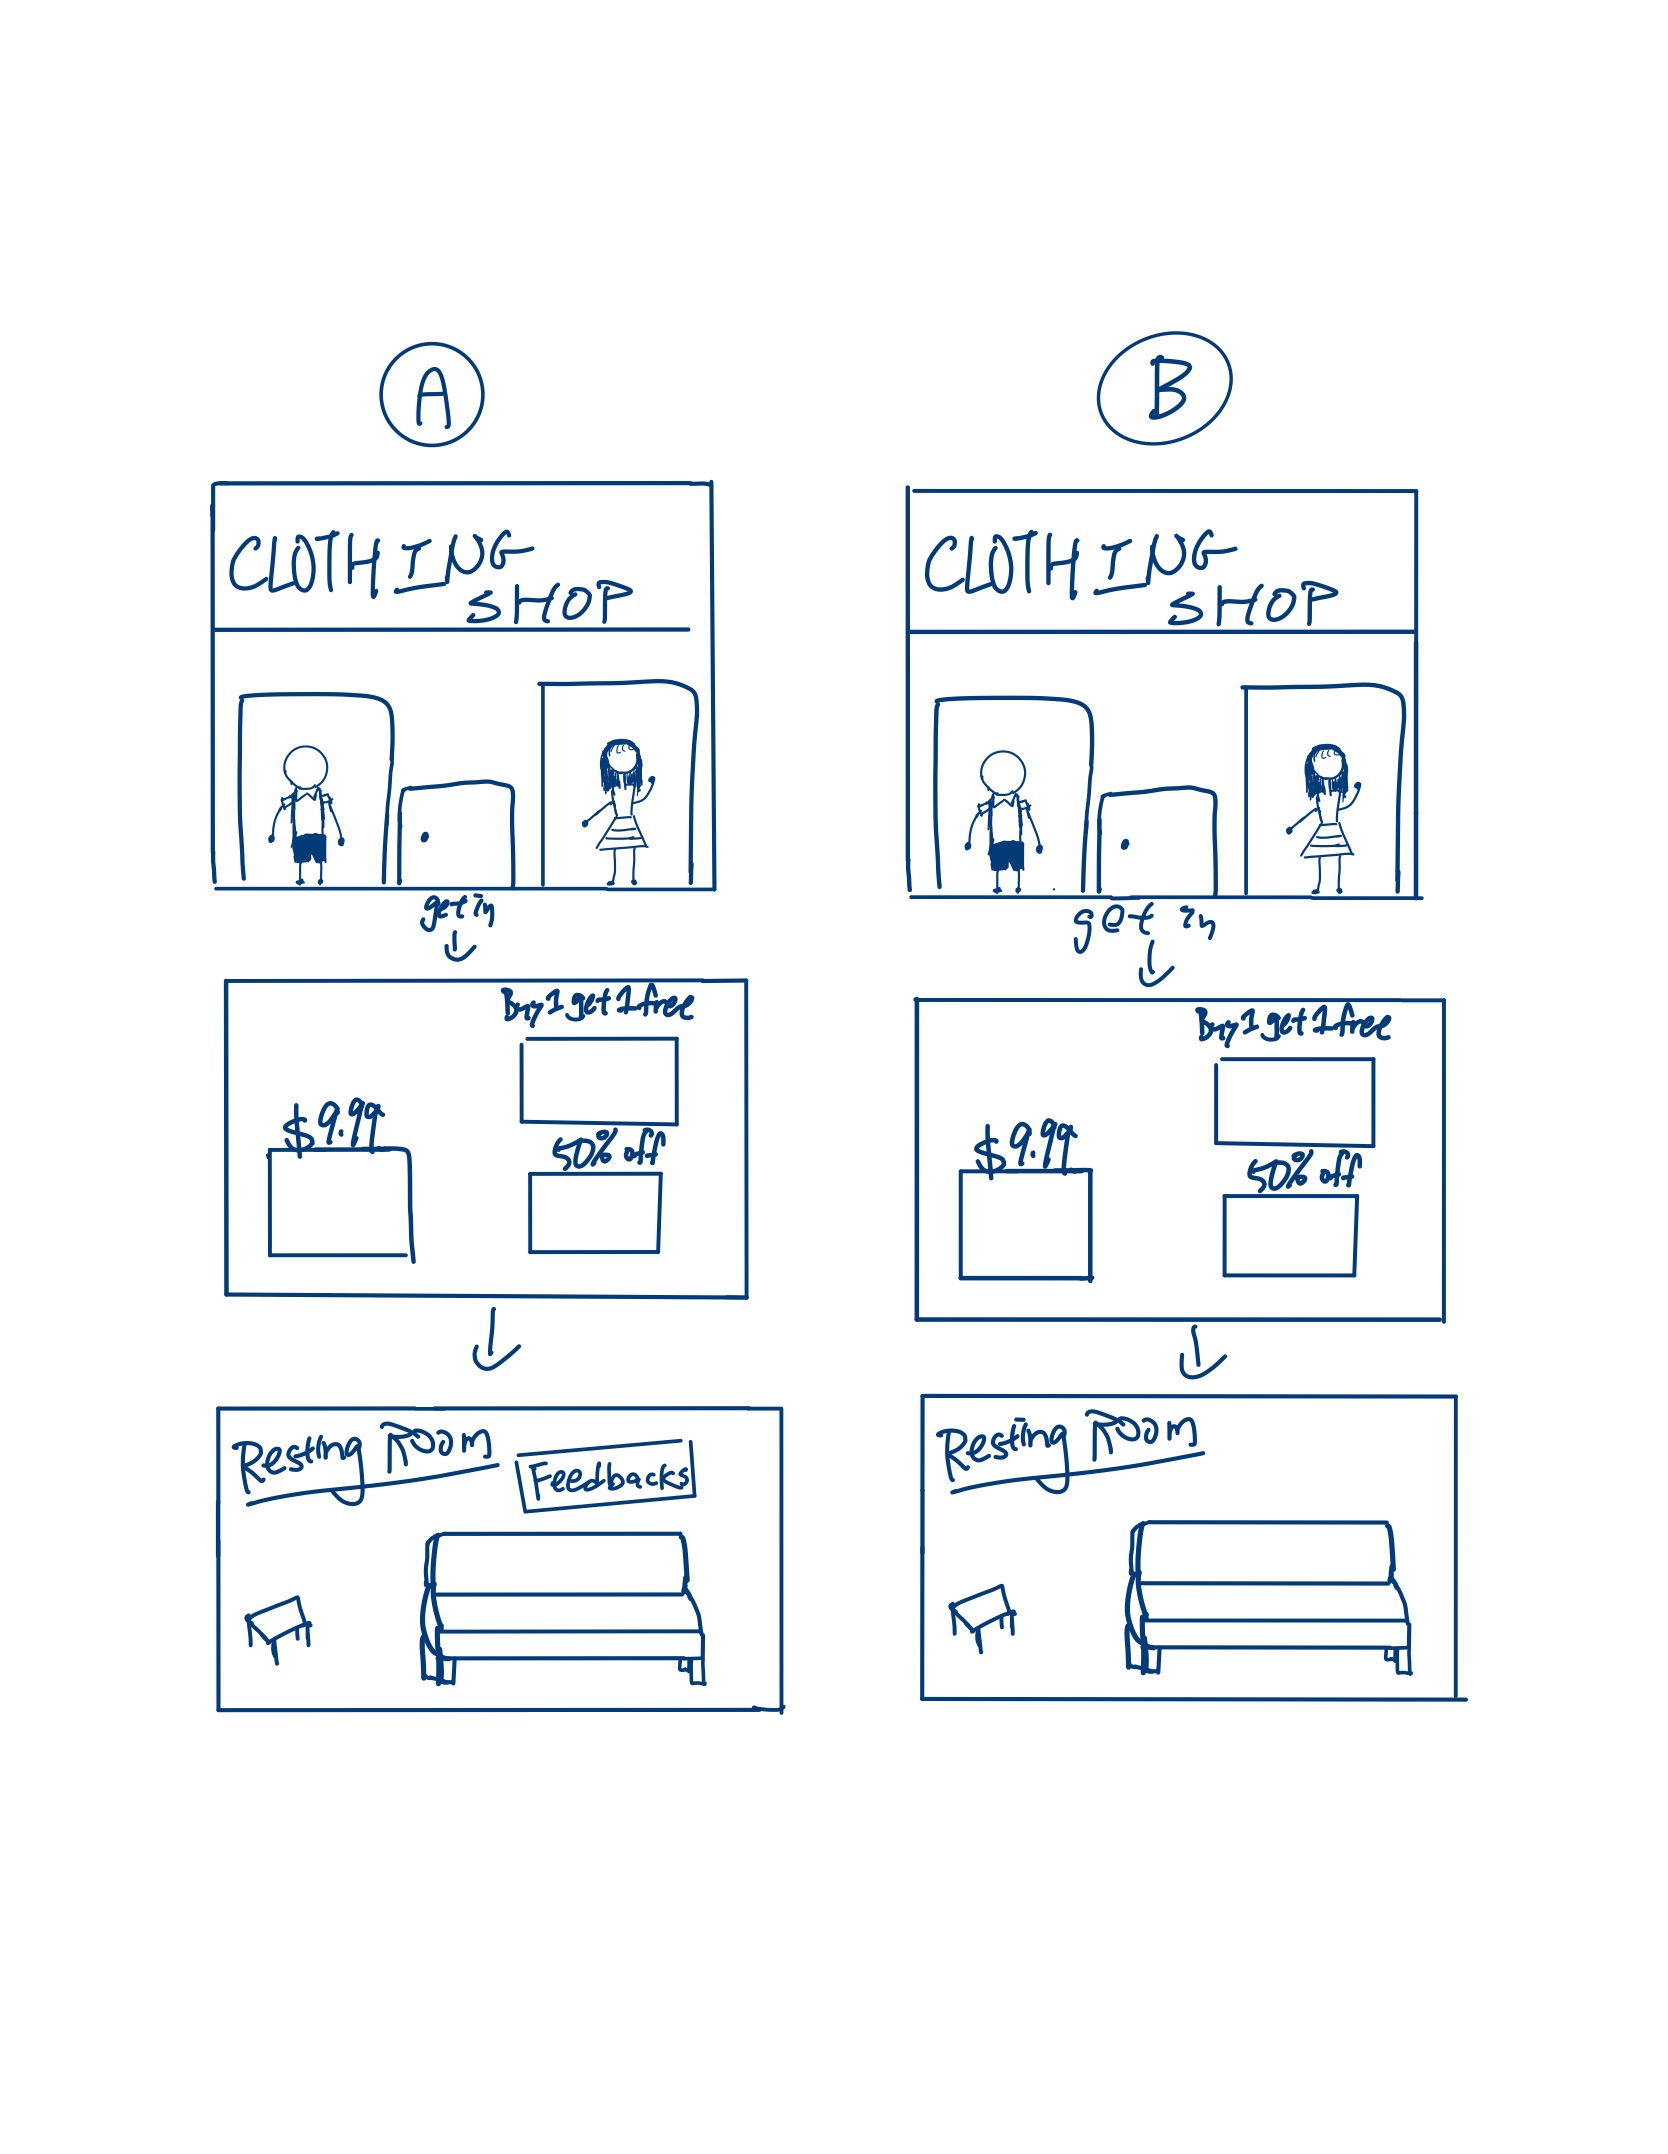 A
CLOTHING
SHOP
get in
Buy 1 get 1 free
$9.99
50% off
Resting Room
Feedbacks
B
CLOTHING
SHOP
get in
Buy 1 get 1 free
$9.99
50% off
Resting Room